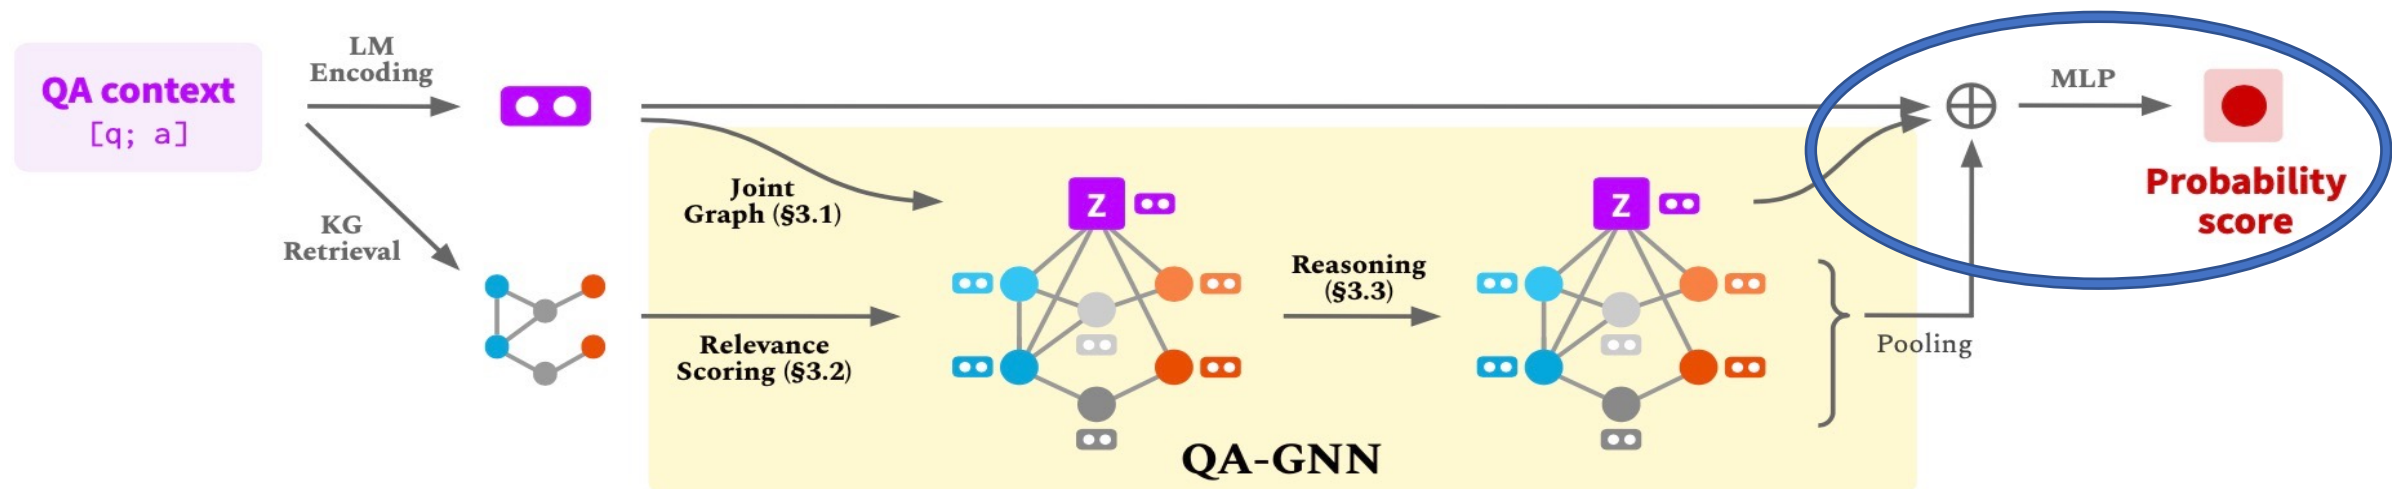 QA context
[q; a]
LM
Encoding
KG
Retrieval
Joint
Graph (§3.1)
Relevance
Scoring (§3.2)
Z
Reasoning
(§3.3)
Z
QA-GNN
Pooling
MLP
Probability
score